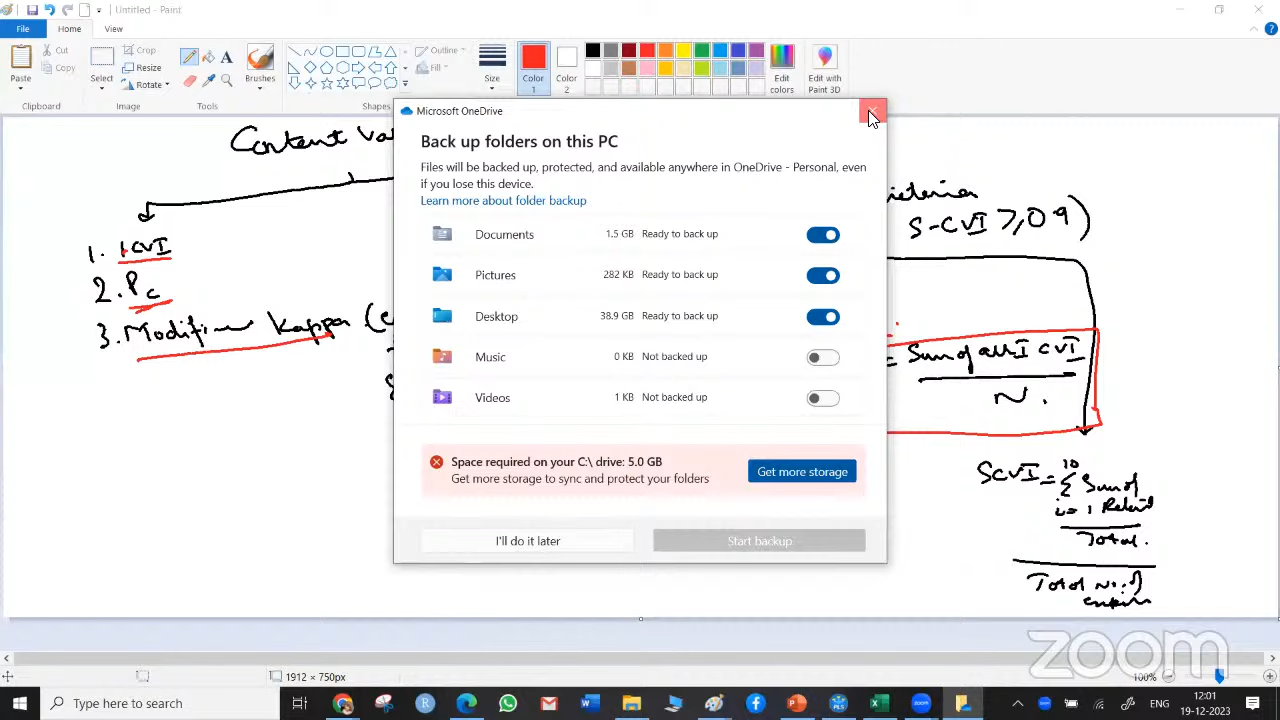 Untitled - Paint
File
Home
View
Paste
Cut
Copy
Clipboard
Select
Crop
Resize
Rotate
Image
Tools
Brushes
Shapes
Outline
Fill
Size
Color 1
Color 2
Edit colors
Edit with Paint 3D
Content Va
S-CVI ⩾,0.9)
1. ICVI
2. Pc
3. Kappa (
= Sum of all I CVI
N.
SCVI =
10
Sum of
i = 1
Total.
Total No. of
Microsoft OneDrive
Back up folders on this PC
Files will be backed up, protected, and available anywhere in OneDrive - Personal, even
if you lose this device.
Learn more about folder backup
Documents 1.5 GB Ready to back up
Pictures 282 KB Ready to back up
Desktop 38.9 GB Ready to back up
Music 0 KB Not backed up
Videos 1 KB Not backed up
Space required on your C:\ drive: 5.0 GB
Get more storage to sync and protect your folders
Get more storage
I'll do it later
Start backup
zoom
1912 × 750px
100%
Type here to search
ENG
12:01
19-12-2023